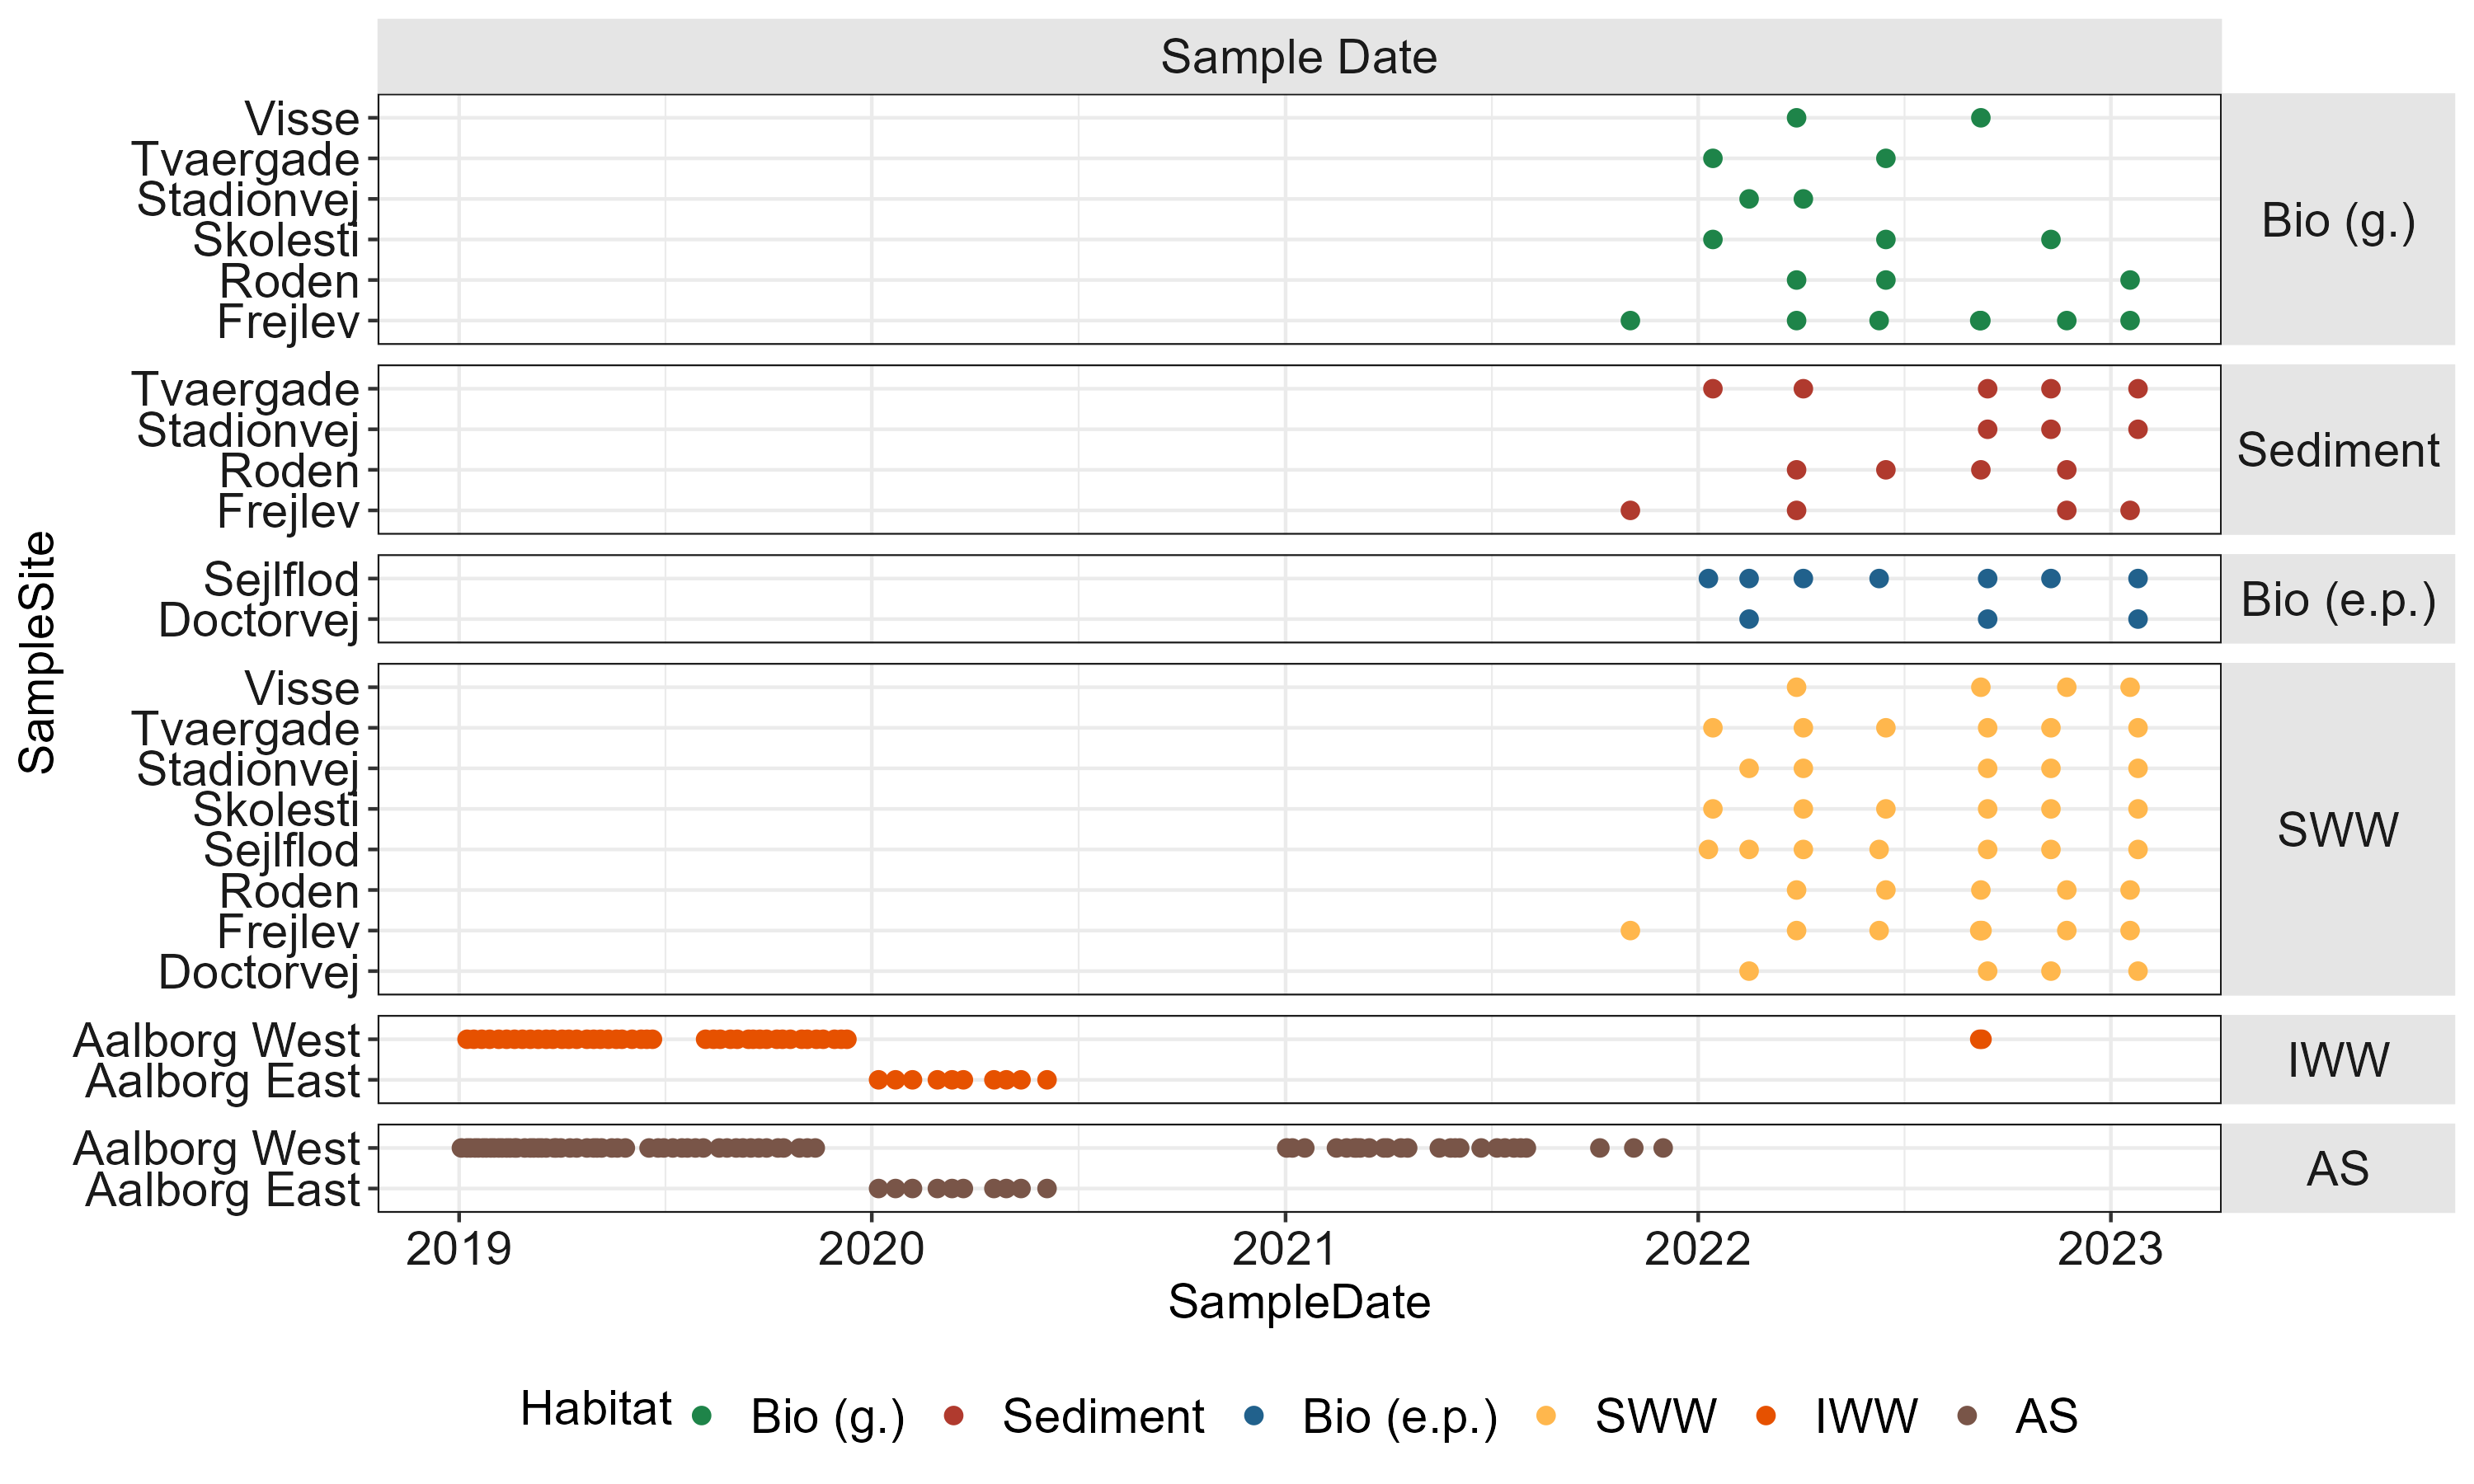 Sample Date
Visse
Tvaergade
Stadionvej
Skolesti
Roden
Frejlev
Bio (g.)
Tvaergade
Stadionvej
Roden
Frejlev
Sediment
Sejlflod
Doctorvej
Bio (e.p.)
Visse
Tvaergade
Stadionvej
Skolesti
Sejlflod
Roden
Frejlev
Doctorvej
SWW
Aalborg West
Aalborg East
IWW
Aalborg West
Aalborg East
AS
SampleSite
2019 2020 2021 2022 2023
SampleDate
Habitat Bio (g.) Sediment Bio (e.p.) SWW IWW AS